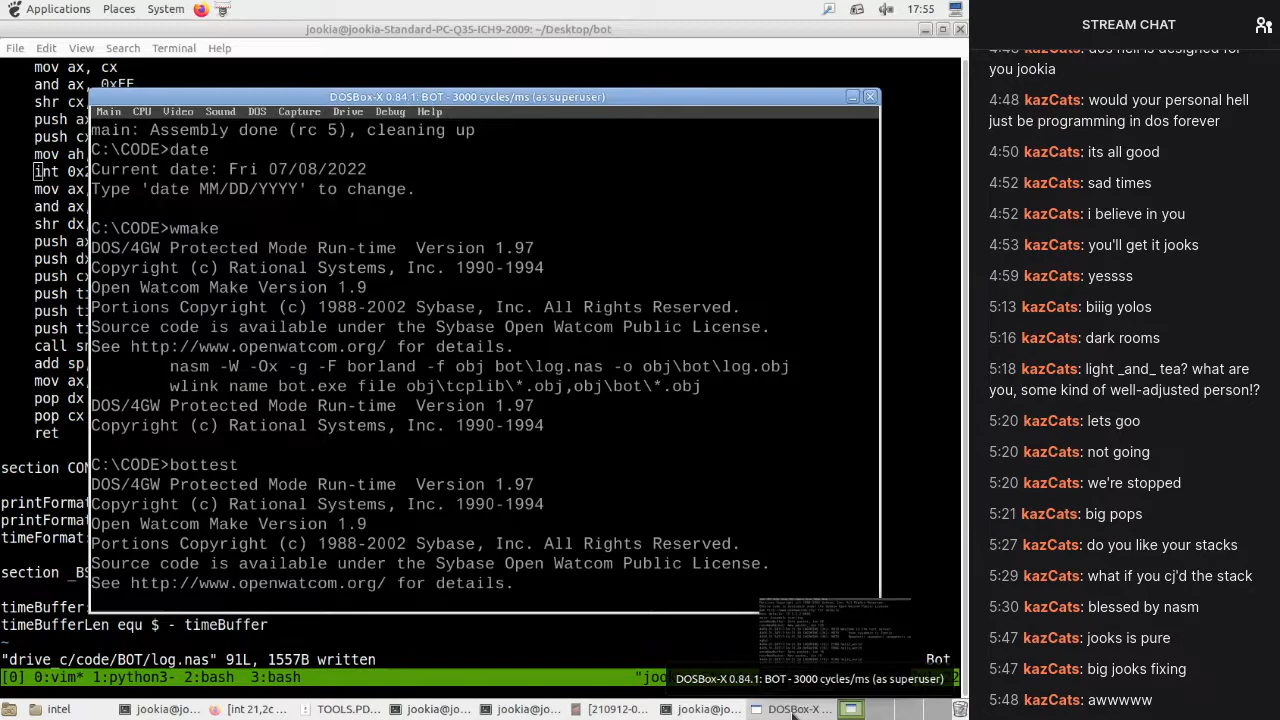 Applications Places System 17:55
jookia@jookia-Standard-PC-Q35-ICH9-2009: ~/Desktop/bot
File Edit View Search Terminal Help
mov ax, cx
and ax, 0xFF
shr cx,
push ax
push cx
mov ah,
int 0x2
mov ax,
and ax,
shr dx,
push ax
push dx
push cx
push ti
push ti
push ti
call sn
add sp,
mov ax,
pop dx
pop cx
ret
section CON
printFormat
printFormat
timeFormat
section _BS
timeBuffer
timeBufferLen equ $ - timeBuffer
~
"drive_c/code/bot/log.nas" 91L, 1557B written
Bot
[0] 0:vim* 1:python3- 2:bash 3:bash "joo
DOSBox-X 0.84.1: BOT - 3000 cycles/ms (as superuser)
Main CPU Video Sound DOS Capture Drive Debug Help
main: Assembly done (rc 5), cleaning up
C:\CODE>date
Current date: Fri 07/08/2022
Type 'date MM/DD/YYYY' to change.
C:\CODE>wmake
DOS/4GW Protected Mode Run-time Version 1.97
Copyright (c) Rational Systems, Inc. 1990-1994
Open Watcom Make Version 1.9
Portions Copyright (c) 1988-2002 Sybase, Inc. All Rights Reserved.
Source code is available under the Sybase Open Watcom Public License.
See http://www.openwatcom.org/ for details.
nasm -W -Ox -g -F borland -f obj bot\log.nas -o obj\bot\log.obj
wlink name bot.exe file obj\tcplib\*.obj,obj\bot\*.obj
DOS/4GW Protected Mode Run-time Version 1.97
Copyright (c) Rational Systems, Inc. 1990-1994
C:\CODE>bottest
DOS/4GW Protected Mode Run-time Version 1.97
Copyright (c) Rational Systems, Inc. 1990-1994
Open Watcom Make Version 1.9
Portions Copyright (c) 1988-2002 Sybase, Inc. All Rights Reserved.
Source code is available under the Sybase Open Watcom Public License.
See http://www.openwatcom.org/ for details.
DOSBox-X 0.84.1: BOT - 3000 cycles/ms (as superuser)
intel jookia@jo... [int 2... jookia@jo... jookia@jo... [210912-0... jookia@jo... DOSBox-X...
STREAM CHAT
4:48 kazCats: dos hell is designed for
you jookia
4:48 kazCats: would your personal hell
just be programming in dos forever
4:50 kazCats: its all good
4:52 kazCats: sad times
4:52 kazCats: i believe in you
4:53 kazCats: you'll get it jooks
4:59 kazCats: yessss
5:13 kazCats: biiig yolos
5:16 kazCats: dark rooms
5:18 kazCats: light _and_ tea? what are
you, some kind of well-adjusted person!?
5:20 kazCats: lets goo
5:20 kazCats: not going
5:20 kazCats: we're stopped
5:21 kazCats: big pops
5:27 kazCats: do you like your stacks
5:29 kazCats: what if you cj'd the stack
5:30 kazCats: blessed by nasm
5:47 kazCats: joyous pure
5:47 kazCats: big jooks fixing
5:48 kazCats: awwwww